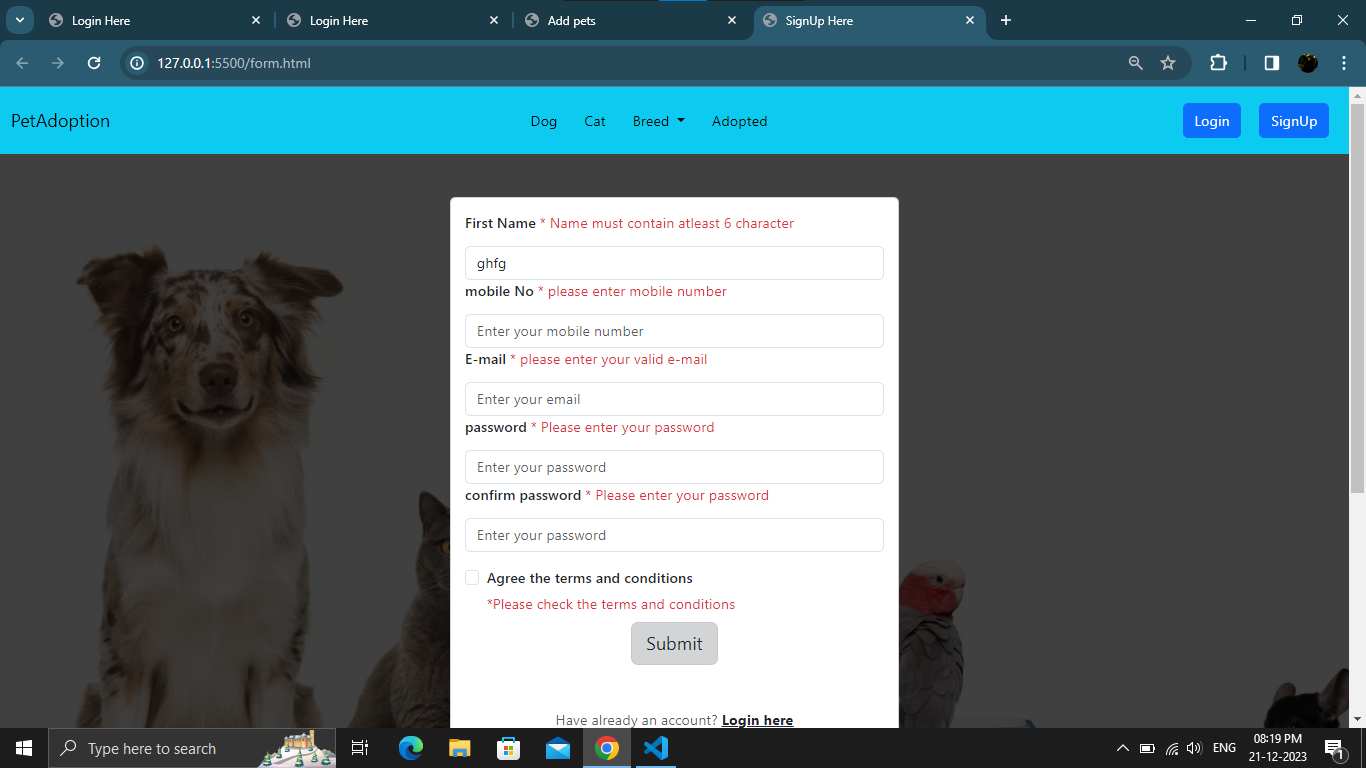 Login Here
Login Here
Add pets
SignUp Here
127.0.0.1:5500/form.html
PetAdoption
Dog
Cat
Breed
Adopted
Login
SignUp
First Name * Name must contain atleast 6 character
ghfg
mobile No * please enter mobile number
Enter your mobile number
E-mail * please enter your valid e-mail
Enter your email
password * Please enter your password
Enter your password
confirm password * Please enter your password
Enter your password
Agree the terms and conditions
*Please check the terms and conditions
Submit
Have already an account? Login here
Type here to search
ENG
08:19 PM
21-12-2023
1